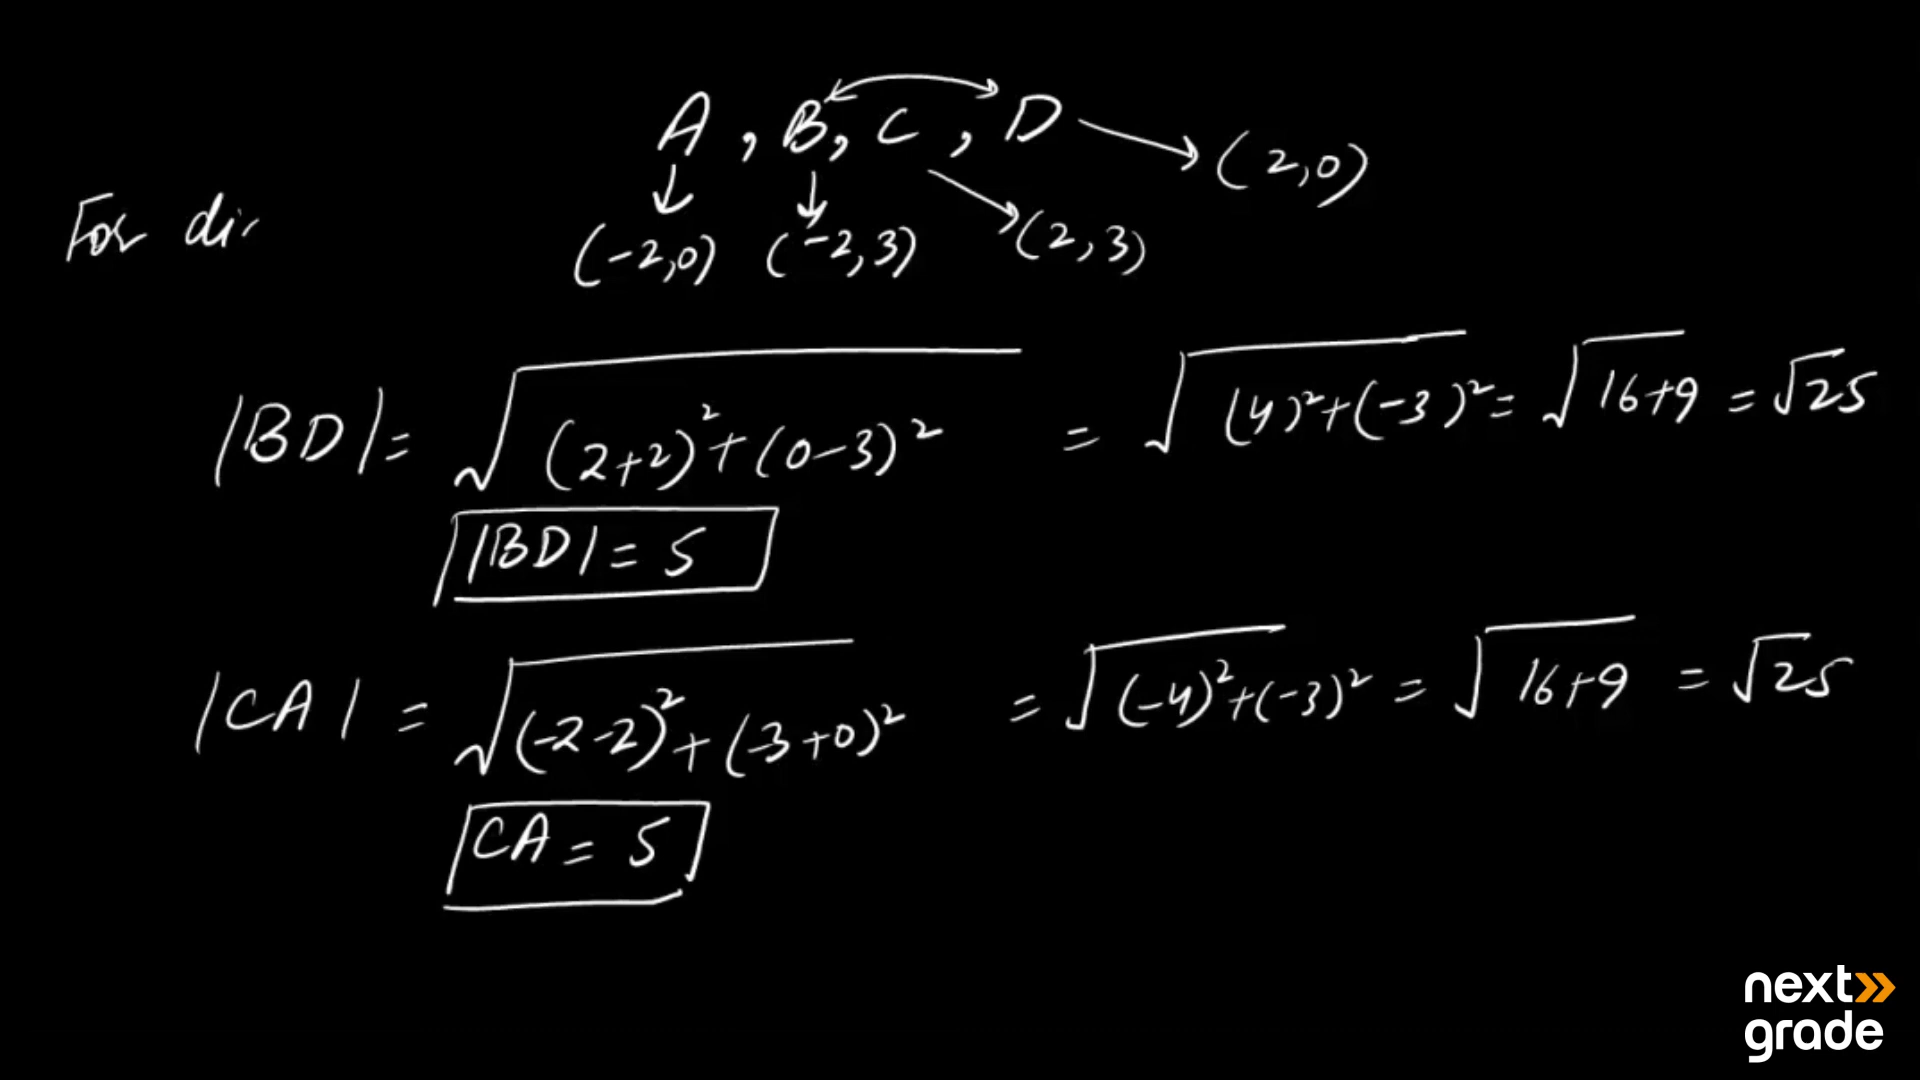 A , B, C , D → (2,0)
For di
(-2,0) (-2,3) (2,3)
|BD| = √(2+2)²+(0-3)² = √(4)²+(-3)² = √16+9 = √25
|BD| = 5
|CA| = √(-2-2)²+(-3+0)² = √(-4)²+(-3)² = √16+9 = √25
CA = 5
next
grade